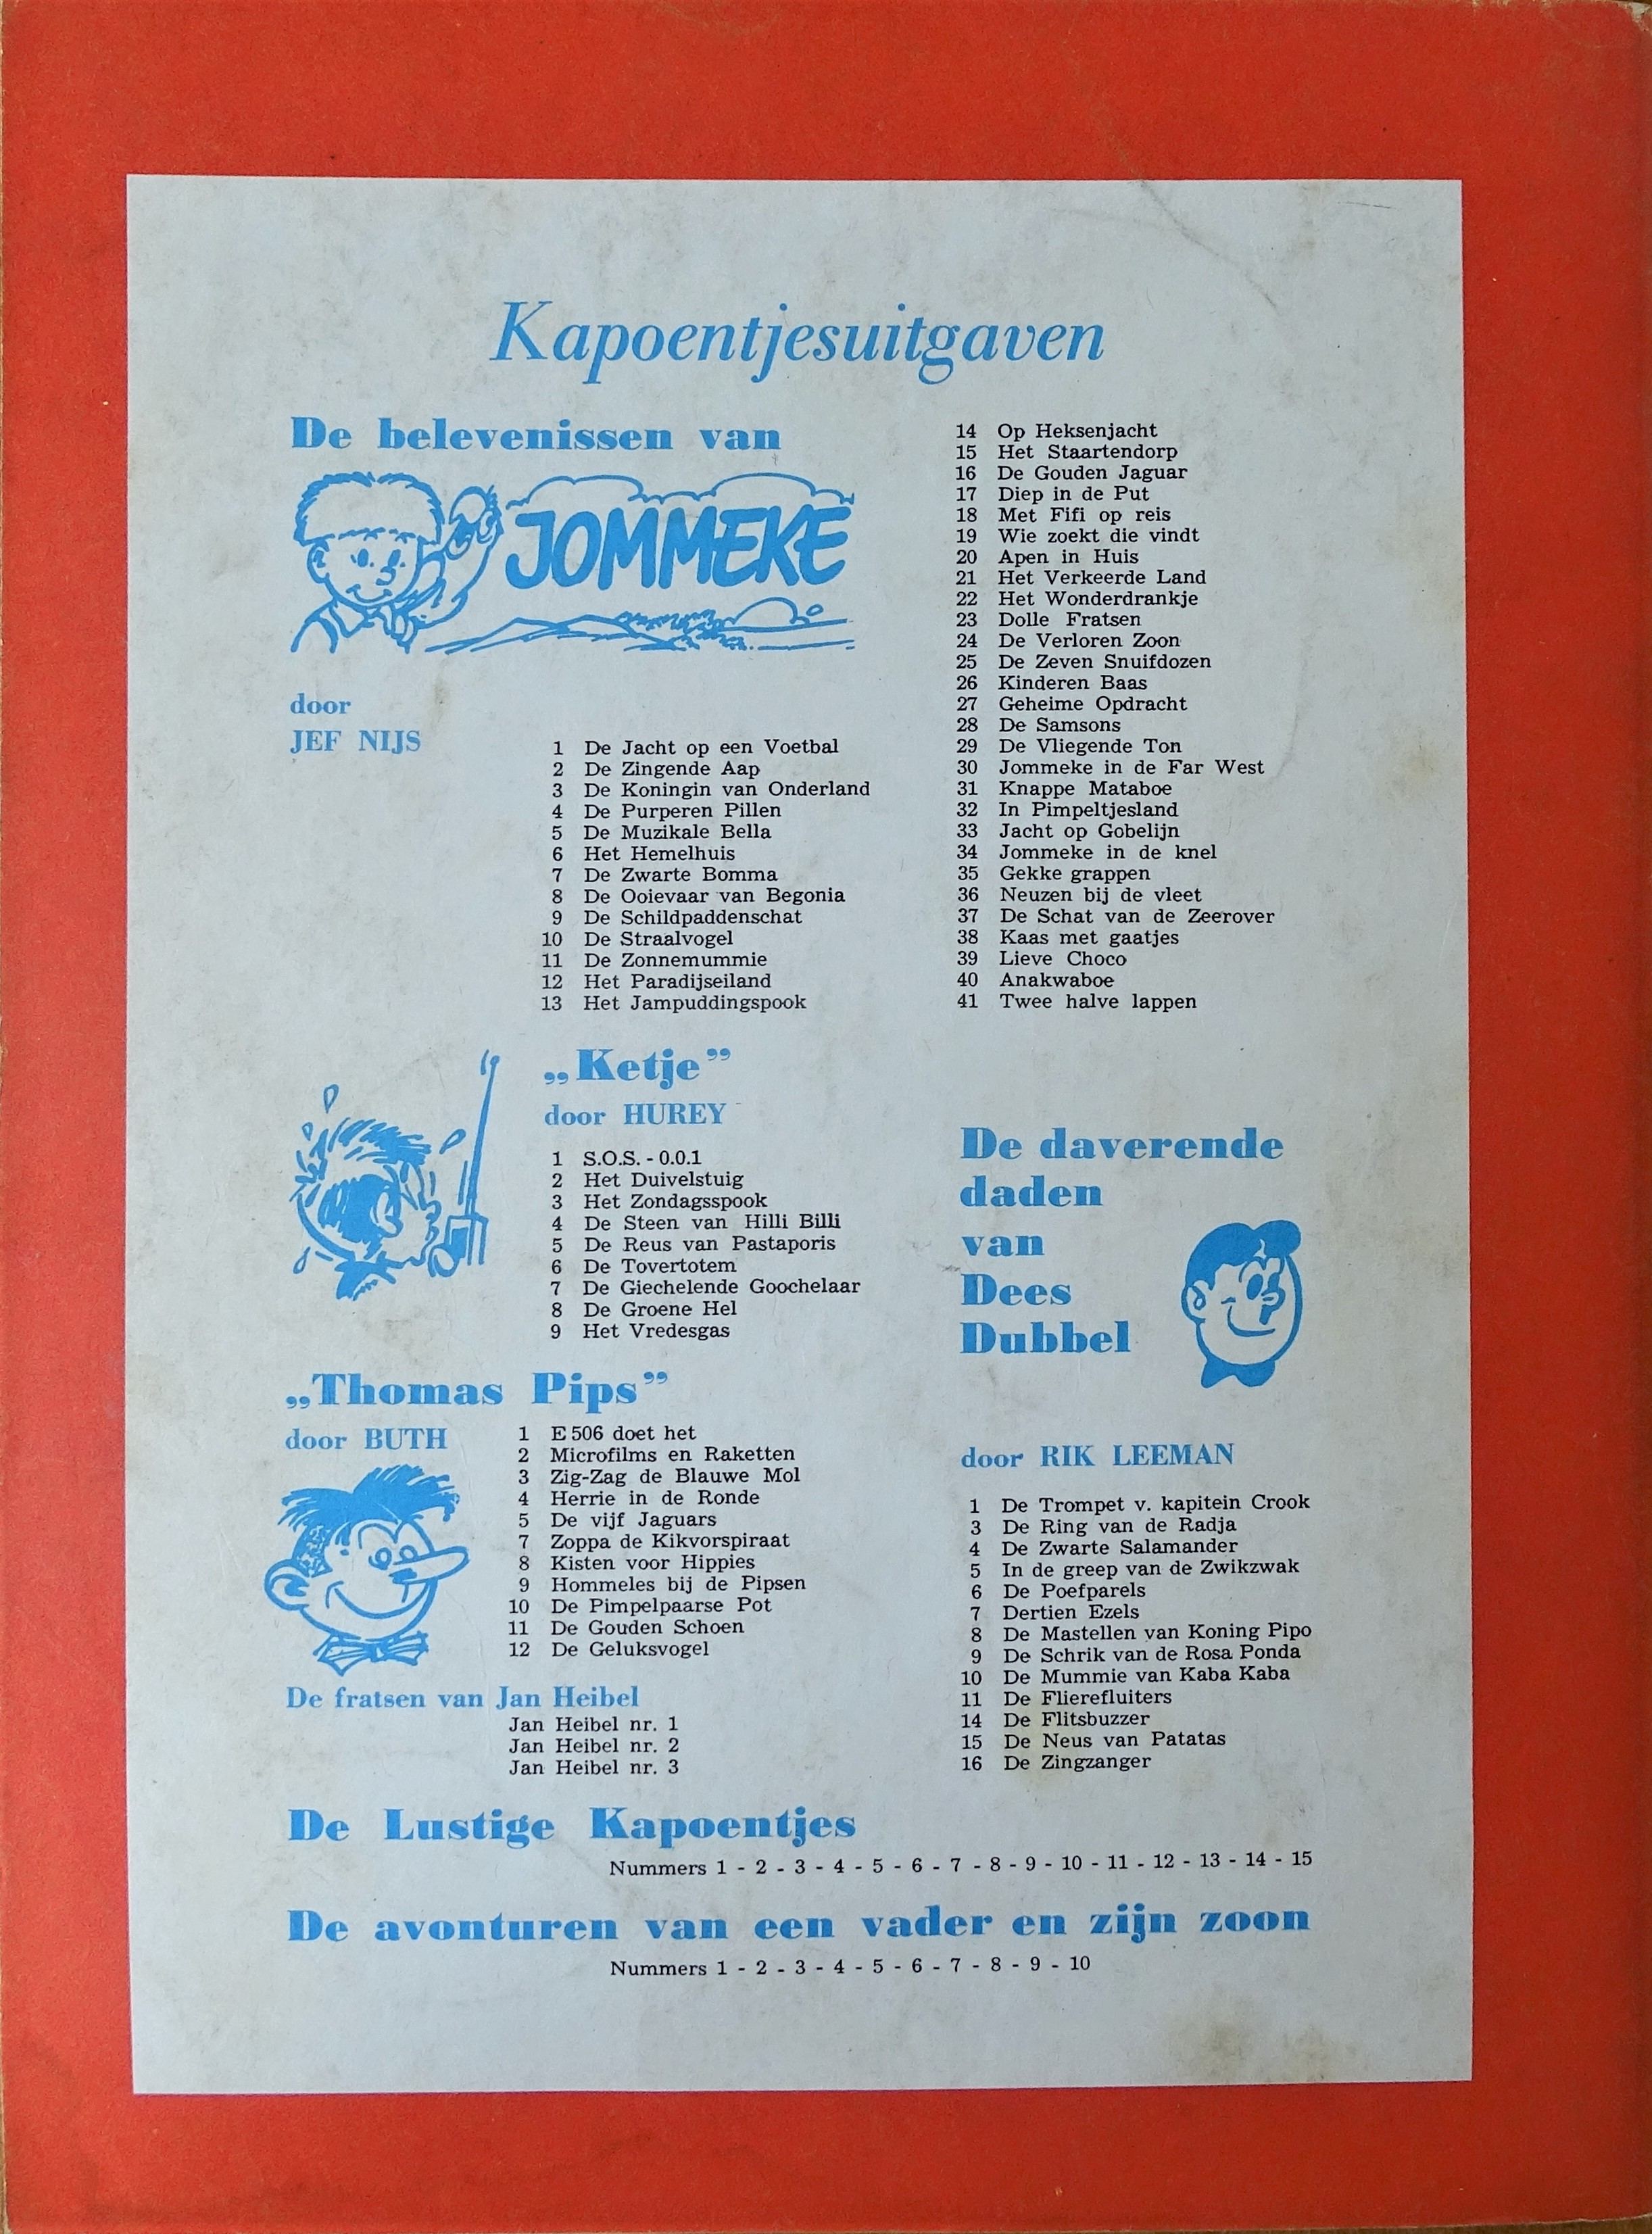 Kapoentjesuitgaven
De belevenissen van
JOMMEKE
door
JEF NIJS
1 De Jacht op een Voetbal
2 De Zingende Aap
3 De Koningin van Onderland
4 De Purperen Pillen
5 De Muzikale Bella
6 Het Hemelhuis
7 De Zwarte Bomma
8 De Ooievaar van Begonia
9 De Schildpaddenschat
10 De Straalvogel
11 De Zonnemummie
12 Het Paradijseiland
13 Het Jampuddingspook
14 Op Heksenjacht
15 Het Staartendorp
16 De Gouden Jaguar
17 Diep in de Put
18 Met Fifi op reis
19 Wie zoekt die vindt
20 Apen in Huis
21 Het Verkeerde Land
22 Het Wonderdrankje
23 Dolle Fratsen
24 De Verloren Zoon
25 De Zeven Snuifdozen
26 Kinderen Baas
27 Geheime Opdracht
28 De Samsons
29 De Vliegende Ton
30 Jommeke in de Far West
31 Knappe Mataboe
32 In Pimpeltjesland
33 Jacht op Gobelijn
34 Jommeke in de knel
35 Gekke grappen
36 Neuzen bij de vleet
37 De Schat van de Zeerover
38 Kaas met gaatjes
39 Lieve Choco
40 Anakwaboe
41 Twee halve lappen
„Ketje”
door HUREY
1 S.O.S. - 0.0.1
2 Het Duivelstuig
3 Het Zondagsspook
4 De Steen van Hilli Billi
5 De Reus van Pastaporis
6 De Tovertotem
7 De Giechelende Goochelaar
8 De Groene Hel
9 Het Vredesgas
„Thomas Pips”
door BUTH
1 E 506 doet het
2 Microfilms en Raketten
3 Zig-Zag de Blauwe Mol
4 Herrie in de Ronde
5 De vijf Jaguars
7 Zoppa de Kikvorspiraat
8 Kisten voor Hippies
9 Hommeles bij de Pipsen
10 De Pimpelpaarse Pot
11 De Gouden Schoen
12 De Geluksvogel
De fratsen van Jan Heibel
Jan Heibel nr. 1
Jan Heibel nr. 2
Jan Heibel nr. 3
De daverende
daden
van
Dees
Dubbel
door RIK LEEMAN
1 De Trompet v. kapitein Crook
3 De Ring van de Radja
4 De Zwarte Salamander
5 In de greep van de Zwikzwak
6 De Poefparels
7 Dertien Ezels
8 De Mastellen van Koning Pipo
9 De Schrik van de Rosa Ponda
10 De Mummie van Kaba Kaba
11 De Flierefluiters
14 De Flitsbuzzer
15 De Neus van Patatas
16 De Zingzanger
De Lustige Kapoentjes
Nummers 1 - 2 - 3 - 4 - 5 - 6 - 7 - 8 - 9 - 10 - 11 - 12 - 13 - 14 - 15
De avonturen van een vader en zijn zoon
Nummers 1 - 2 - 3 - 4 - 5 - 6 - 7 - 8 - 9 - 10